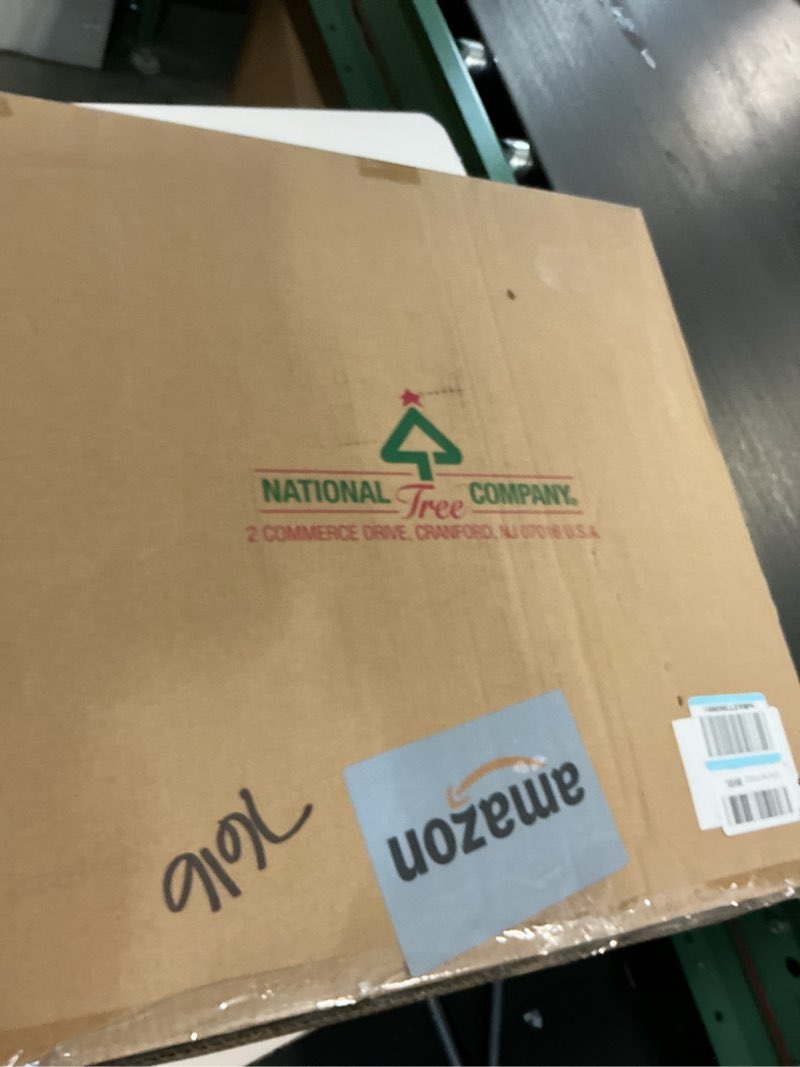 NATIONAL Tree COMPANY®
2 COMMERCE DRIVE, CRANFORD, NJ 07016 U.S.A
amazon